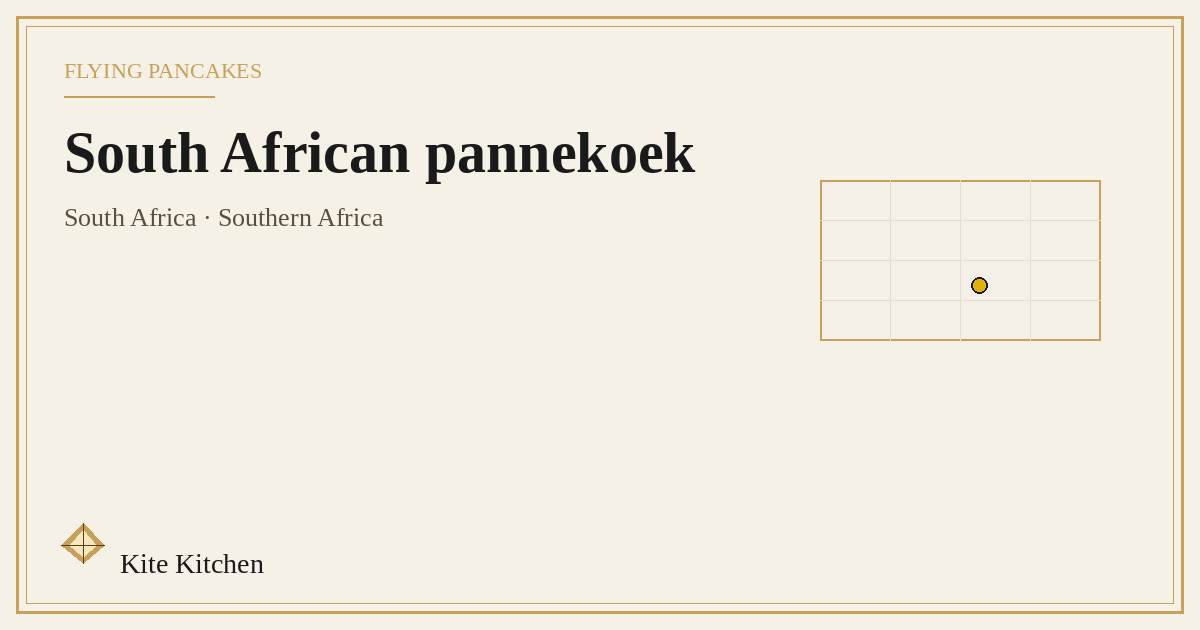 FLYING PANCAKES
South African pannekoek
South Africa · Southern Africa
Kite Kitchen